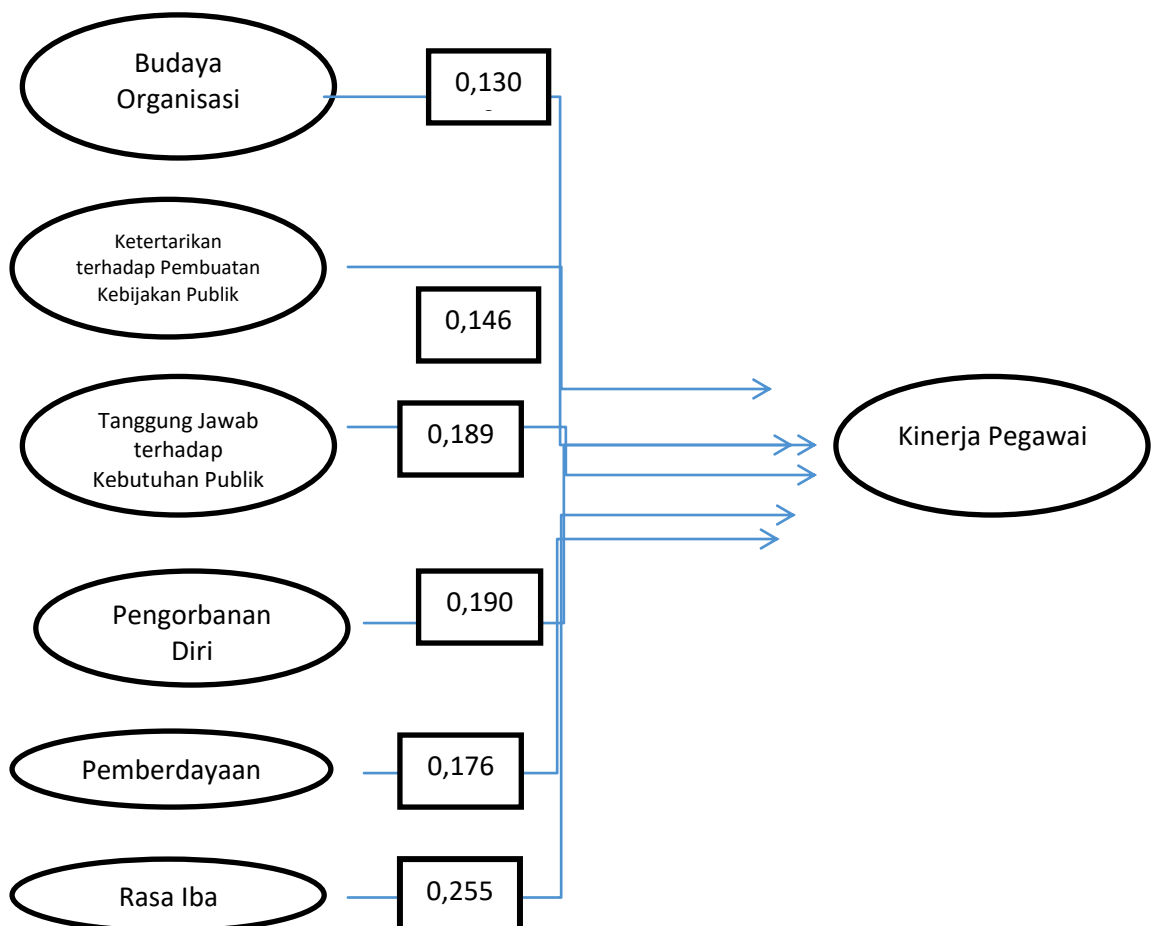 Budaya
Organisasi
0,130
Ketertarikan
terhadap Pembuatan
Kebijakan Publik
0,146
Tanggung Jawab
terhadap
Kebutuhan Publik
0,189
Kinerja Pegawai
Pengorbanan
Diri
0,190
Pemberdayaan
0,176
Rasa Iba
0,255